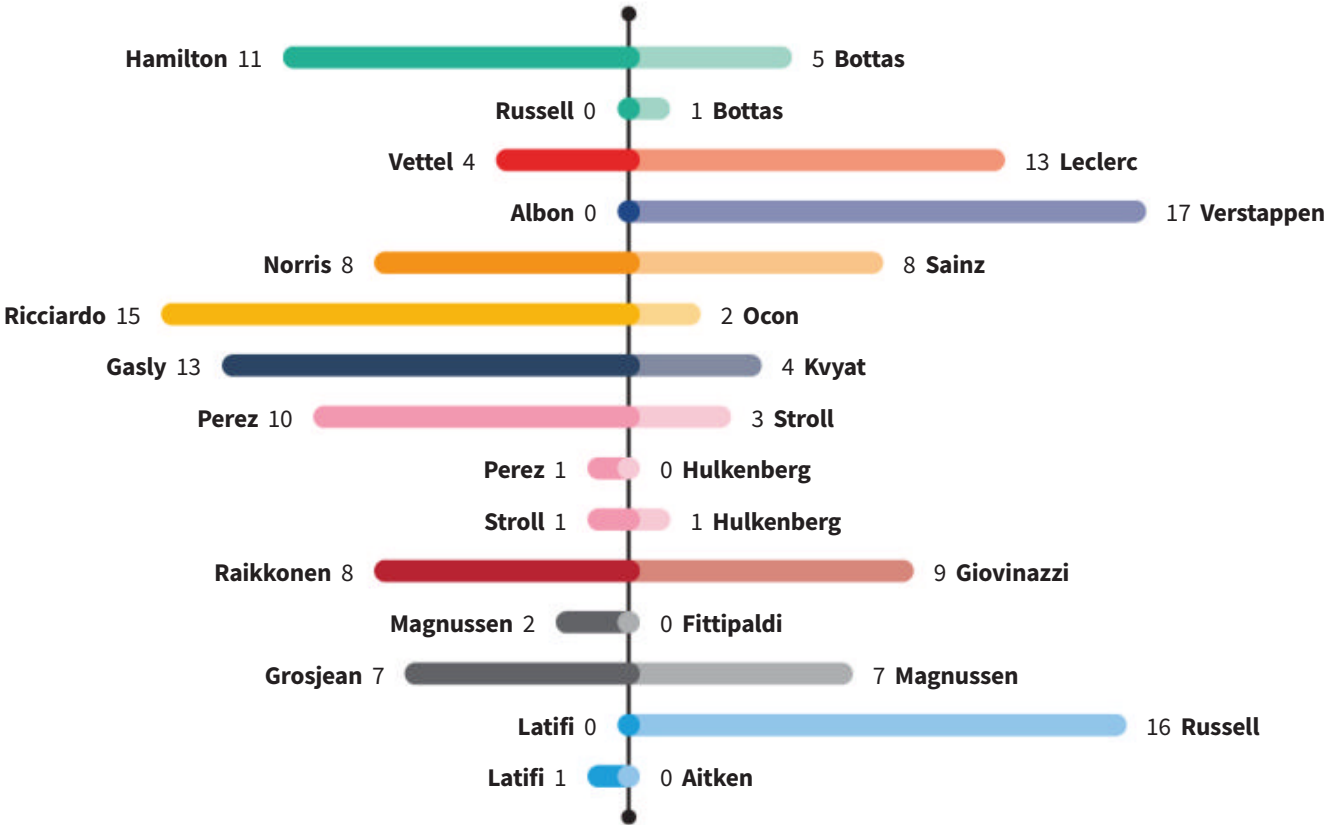 Hamilton 11 5 Bottas
Russell 0 1 Bottas
Vettel 4 13 Leclerc
Albon 0 17 Verstappen
Norris 8 8 Sainz
Ricciardo 15 2 Ocon
Gasly 13 4 Kvyat
Perez 10 3 Stroll
Perez 1 0 Hulkenberg
Stroll 1 1 Hulkenberg
Raikkonen 8 9 Giovinazzi
Magnussen 2 0 Fittipaldi
Grosjean 7 7 Magnussen
Latifi 0 16 Russell
Latifi 1 0 Aitken